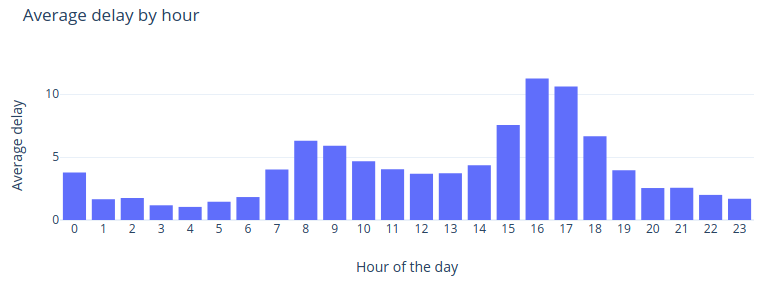 Average delay by hour
Average delay
10
5
0
0 1 2 3 4 5 6 7 8 9 10 11 12 13 14 15 16 17 18 19 20 21 22 23
Hour of the day